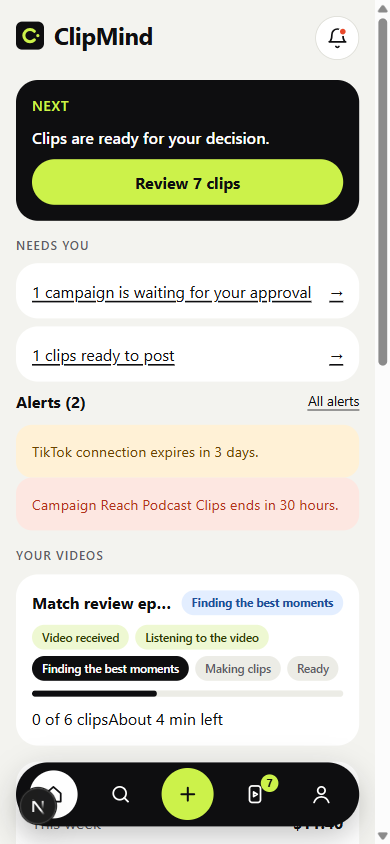 ClipMind
NEXT
Clips are ready for your decision.
Review 7 clips
NEEDS YOU
1 campaign is waiting for your approval →
1 clips ready to post →
Alerts (2) All alerts
TikTok connection expires in 3 days.
Campaign Reach Podcast Clips ends in 30 hours.
YOUR VIDEOS
Match review ep... Finding the best moments
Video received Listening to the video
Finding the best moments Making clips Ready
0 of 6 clipsAbout 4 min left
7
N
This week